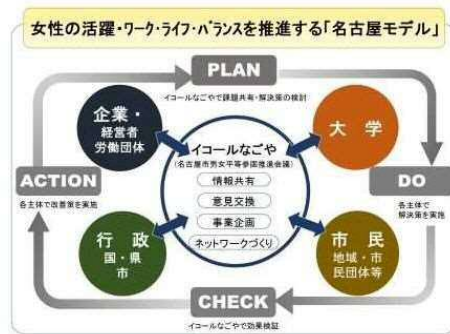 女性の活躍・ワーク・ライフ・バランスを推進する「名古屋モデル」
PLAN
イコールなごやで課題共有・解決策の検討
企業・
経営者
労働団体
大 学
イコールなごや
(名古屋市男女平等参画推進会議)
情報共有
意見交換
事業企画
ネットワークづくり
ACTION
各主体で改善策を実施
DO
各主体で
解決策を実施
行 政
国・県
市
市 民
地域・市
民団体等
CHECK
イコールなごやで効果検証